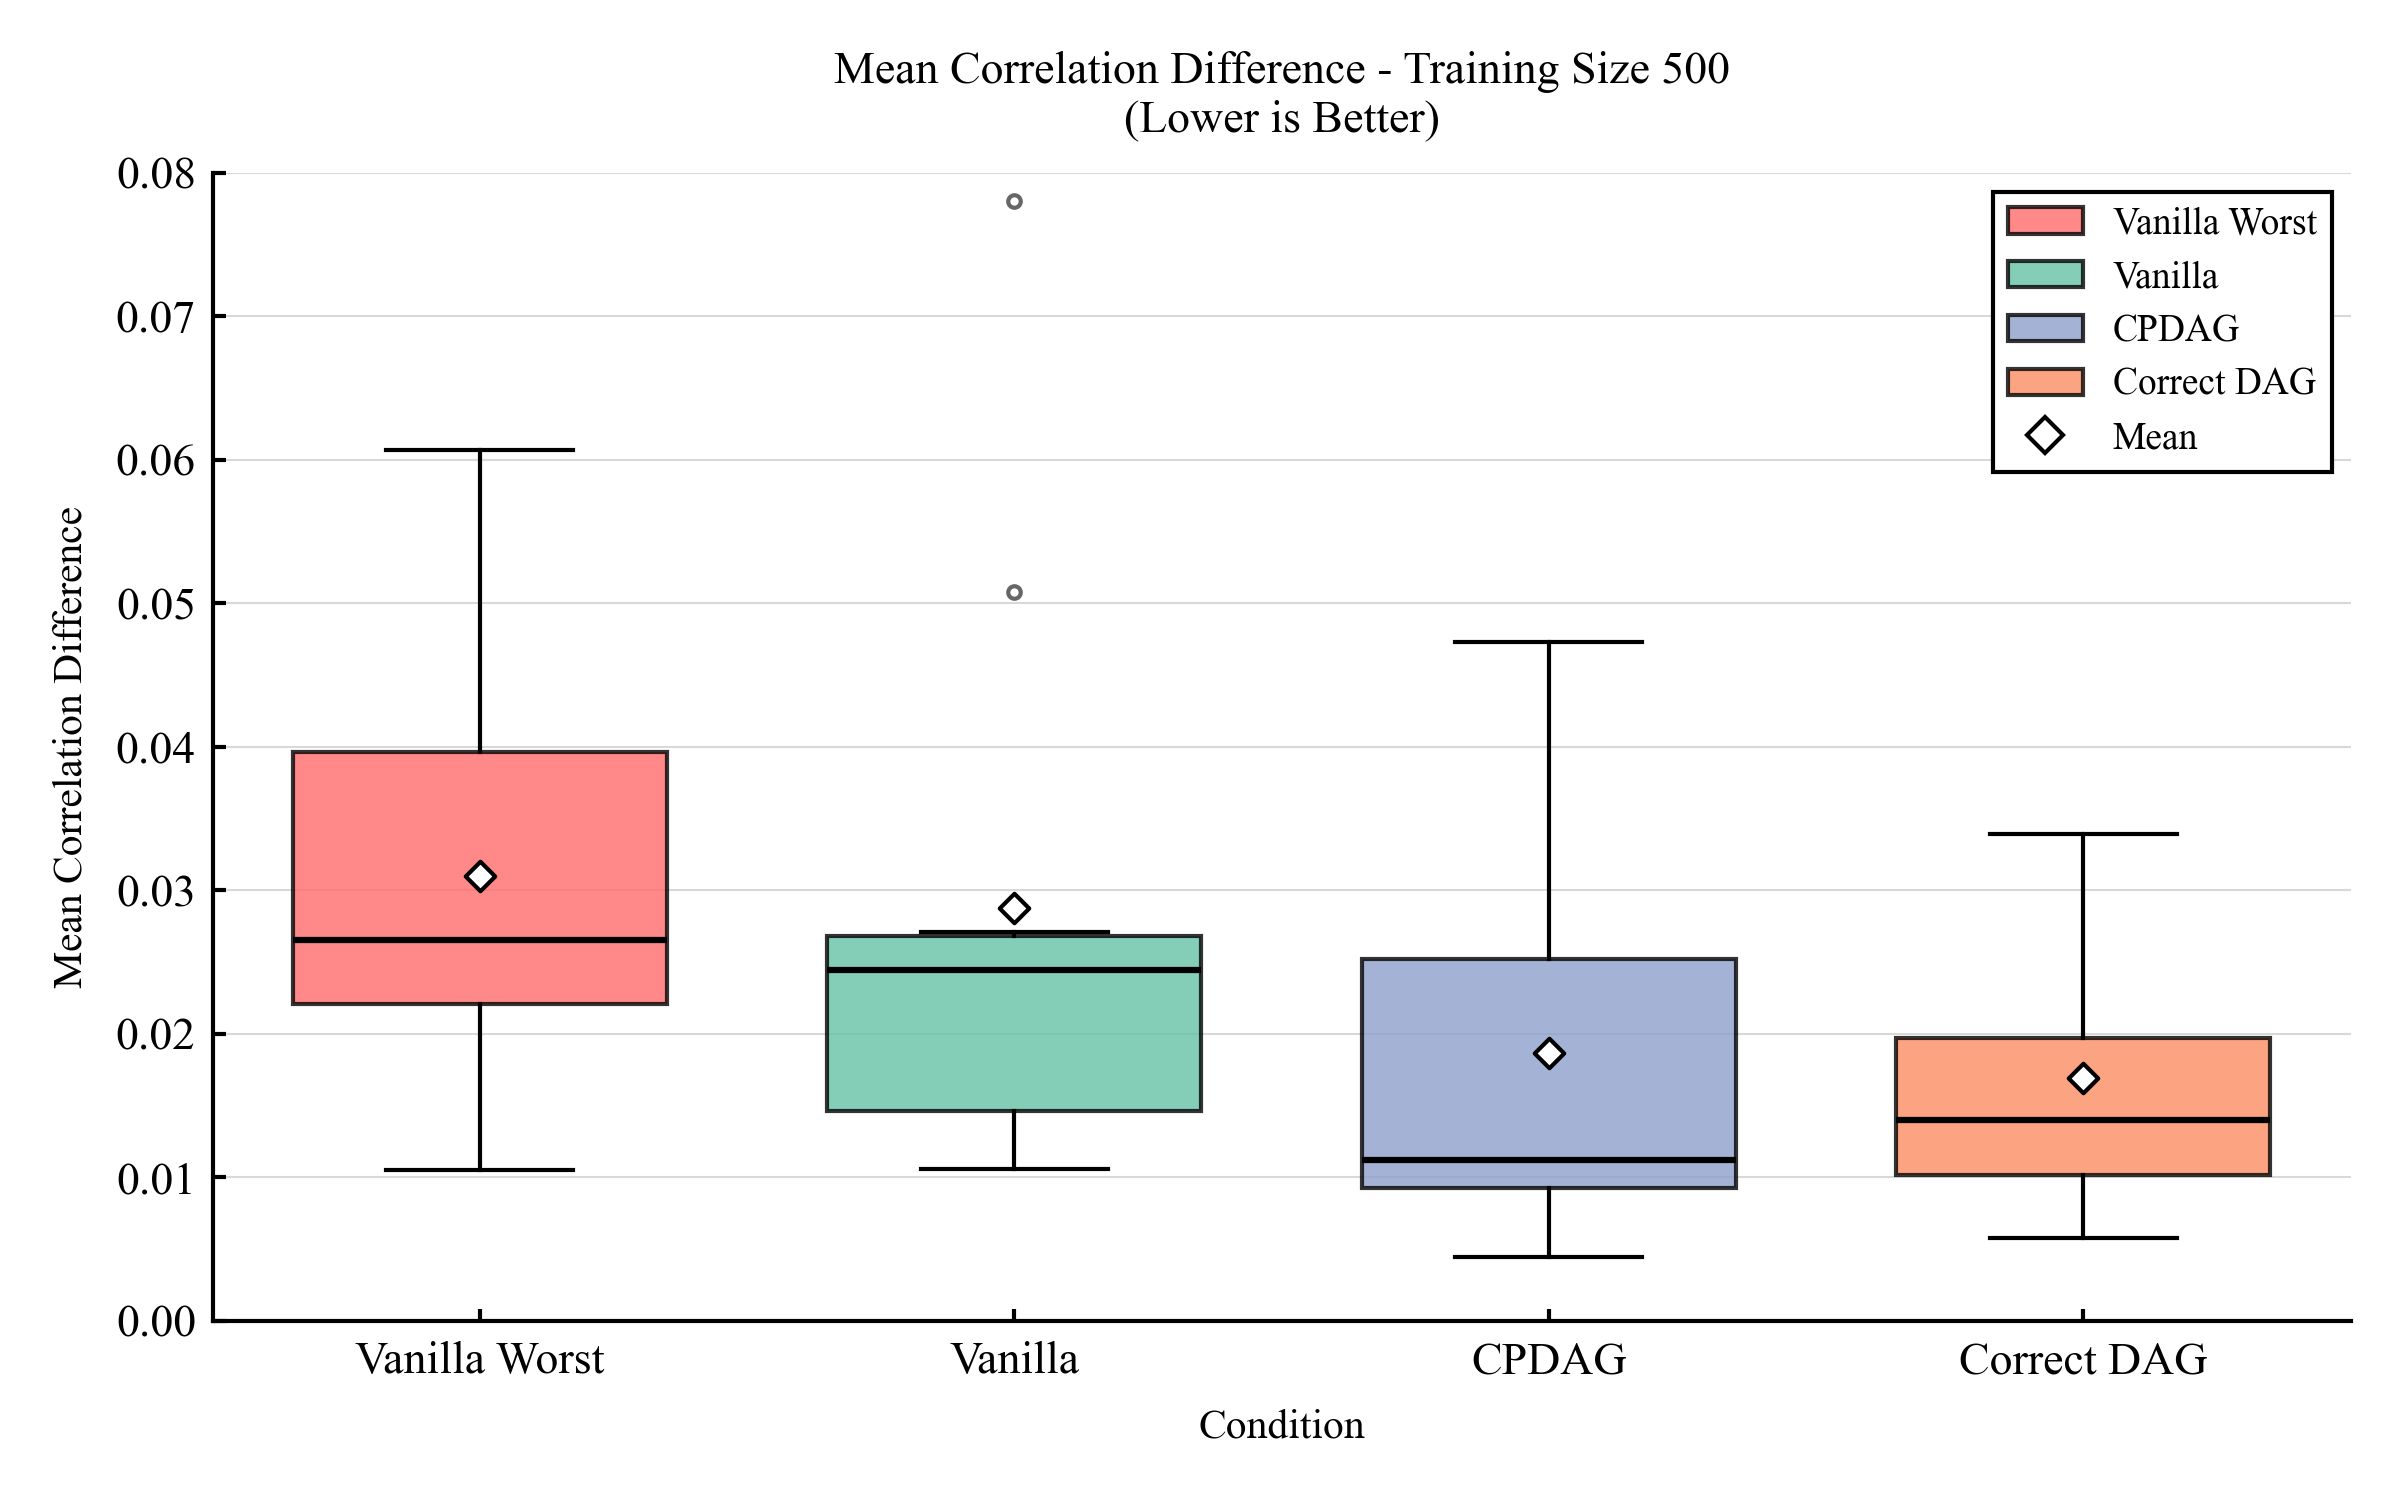 Mean Correlation Difference - Training Size 500
(Lower is Better)
0.08
0.07
0.06
0.05
0.04
0.03
0.02
0.01
0.00
Mean Correlation Difference
Vanilla Worst
Vanilla
CPDAG
Correct DAG
Mean
Vanilla Worst
Vanilla
CPDAG
Correct DAG
Condition